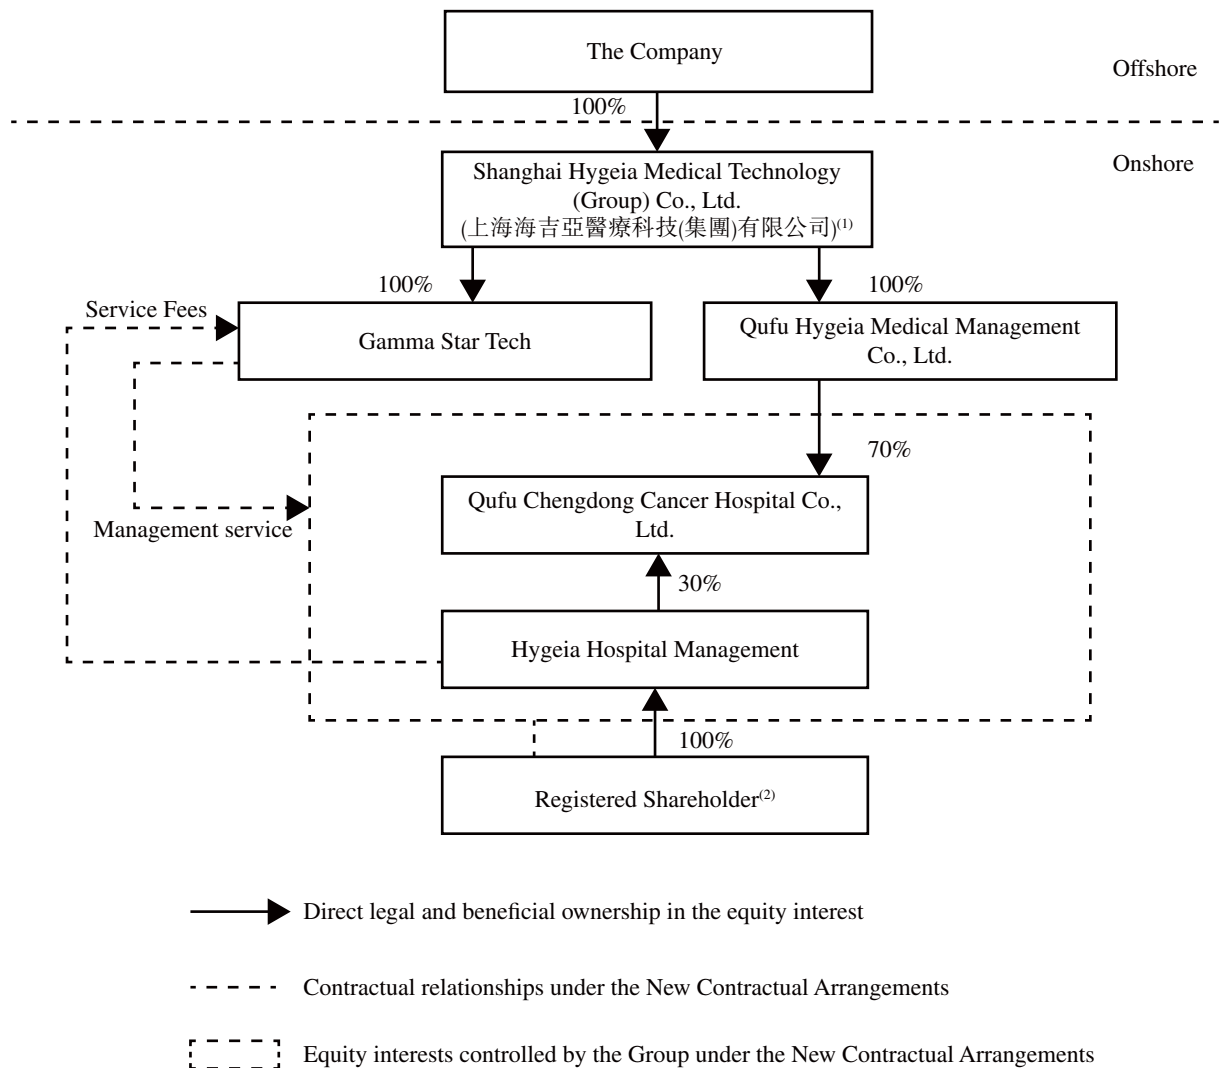 The Company
Offshore
100%
Onshore
Shanghai Hygeia Medical Technology
(Group) Co., Ltd.
(上海海吉亞醫療科技(集團)有限公司)(1)
100%
100%
Service Fees
Gamma Star Tech
Qufu Hygeia Medical Management
Co., Ltd.
70%
Qufu Chengdong Cancer Hospital Co.,
Ltd.
Management service
30%
Hygeia Hospital Management
100%
Registered Shareholder(2)
Direct legal and beneficial ownership in the equity interest
Contractual relationships under the New Contractual Arrangements
Equity interests controlled by the Group under the New Contractual Arrangements